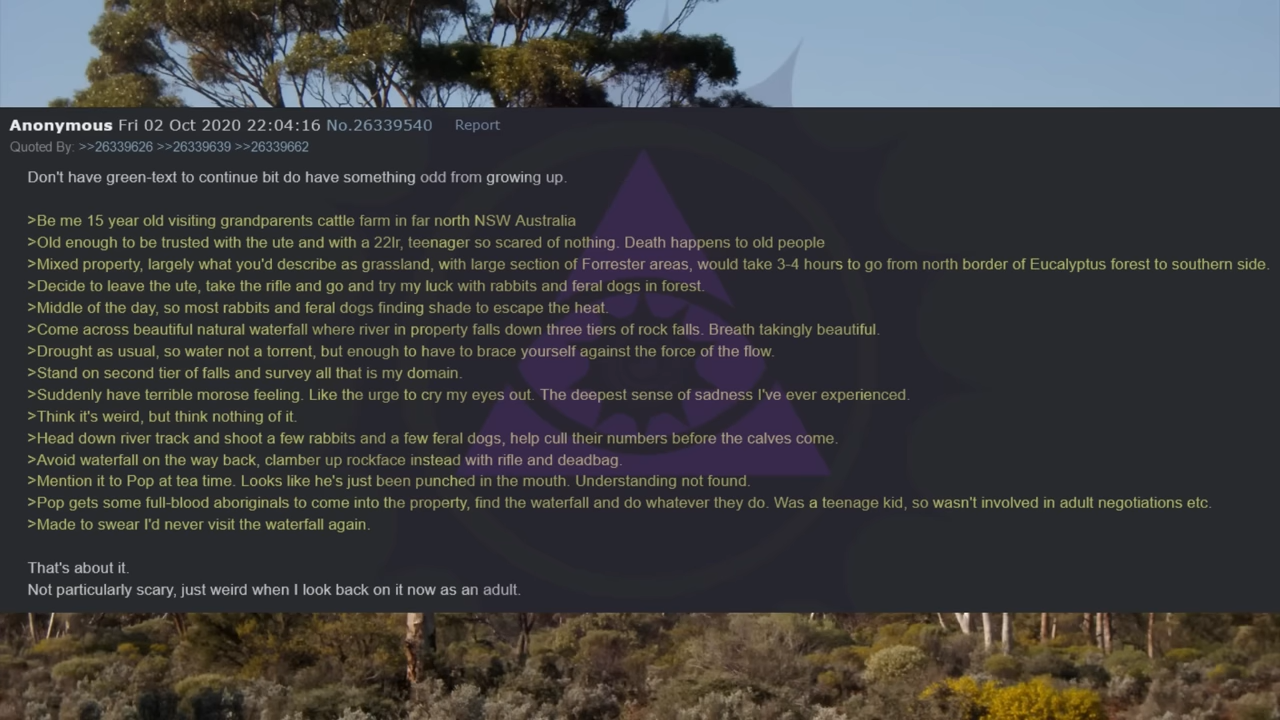 Anonymous Fri 02 Oct 2020 22:04:16 No.26339540 Report
Quoted By: >>26339626 >>26339639 >>26339662
Don't have green-text to continue bit do have something odd from growing up.
>Be me 15 year old visiting grandparents cattle farm in far north NSW Australia
>Old enough to be trusted with the ute and with a 22lr, teenager so scared of nothing. Death happens to old people
>Mixed property, largely what you'd describe as grassland, with large section of Forrester areas, would take 3-4 hours to go from north border of Eucalyptus forest to southern side.
>Decide to leave the ute, take the rifle and go and try my luck with rabbits and feral dogs in forest.
>Middle of the day, so most rabbits and feral dogs finding shade to escape the heat.
>Come across beautiful natural waterfall where river in property falls down three tiers of rock falls. Breath takingly beautiful.
>Drought as usual, so water not a torrent, but enough to have to brace yourself against the force of the flow.
>Stand on second tier of falls and survey all that is my domain.
>Suddenly have terrible morose feeling. Like the urge to cry my eyes out. The deepest sense of sadness I've ever experienced.
>Think it's weird, but think nothing of it.
>Head down river track and shoot a few rabbits and a few feral dogs, help cull their numbers before the calves come.
>Avoid waterfall on the way back, clamber up rockface instead with rifle and deadbag.
>Mention it to Pop at tea time. Looks like he's just been punched in the mouth. Understanding not found.
>Pop gets some full-blood aboriginals to come into the property, find the waterfall and do whatever they do. Was a teenage kid, so wasn't involved in adult negotiations etc.
>Made to swear I'd never visit the waterfall again.
That's about it.
Not particularly scary, just weird when I look back on it now as an adult.